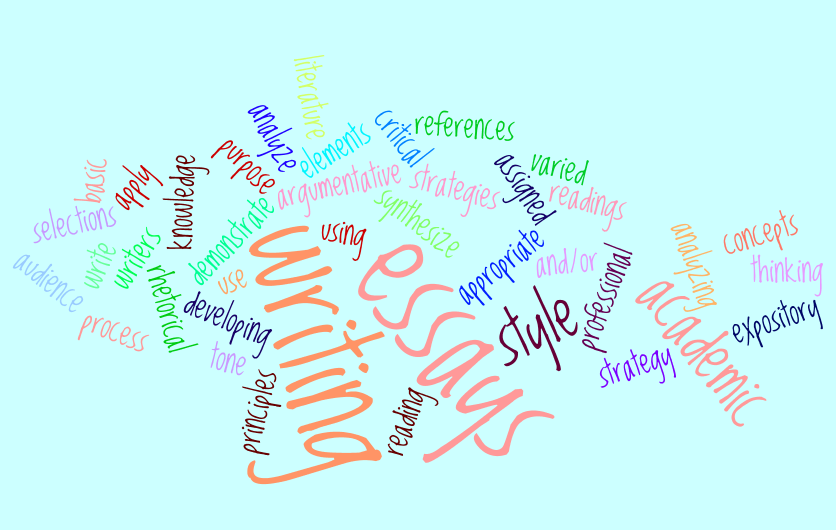 literature
analyze
elements
critical
references
purpose
argumentative
strategies
assigned
varied
readings
basic
apply
knowledge
selections
demonstrate
using
synthesize
appropriate
and/or
professional
analyzing
concepts
thinking
audience
write
writers
rhetorical
use
developing
writing
essays
style
academic
expository
process
tone
strategy
principles
reading